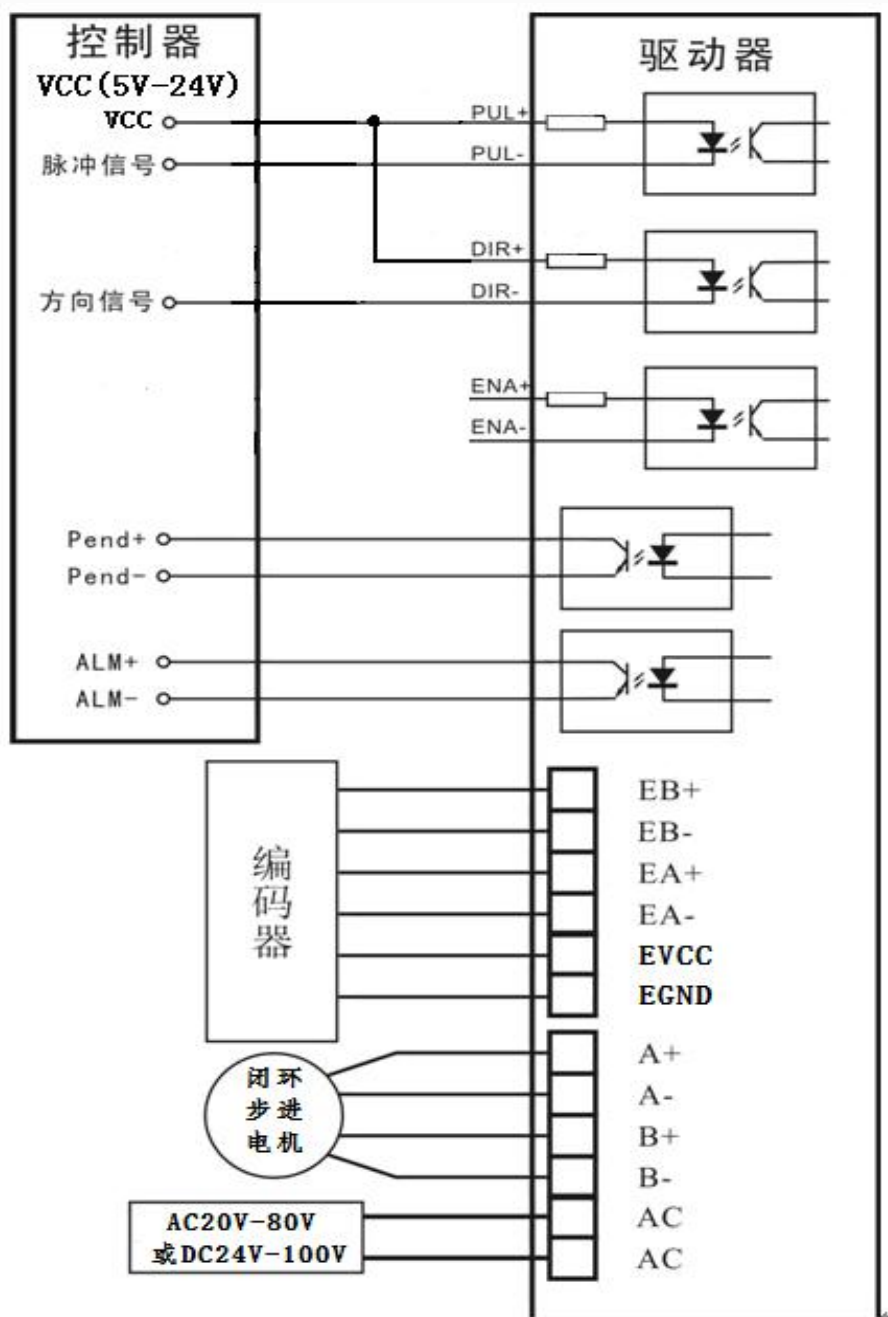 控制器
VCC(5V-24V)
VCC
脉冲信号
方向信号
Pend+
Pend-
ALM+
ALM-
驱动器
PUL+
PUL-
DIR+
DIR-
ENA+
ENA-
编码器
EB+
EB-
EA+
EA-
EVCC
EGND
闭环
步进
电机
A+
A-
B+
B-
AC20V-80V
或DC24V-100V
AC
AC